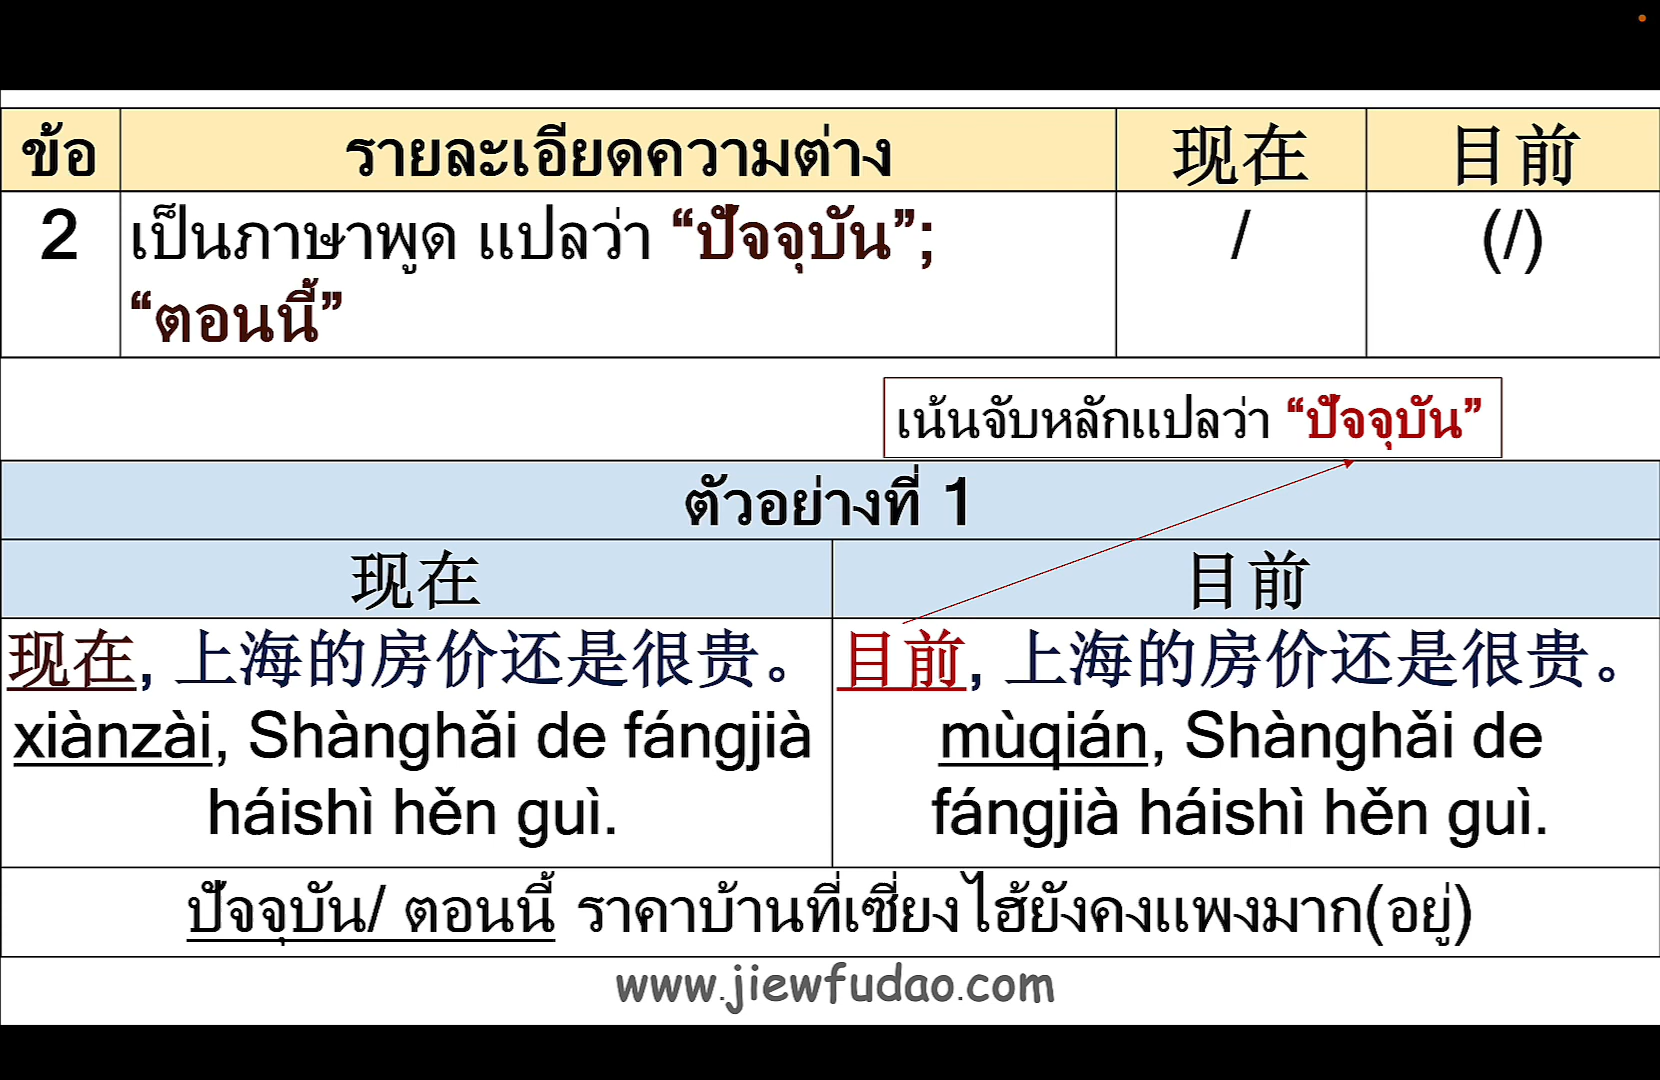 ข้อ รายละเอียดความต่าง 现在 目前
2 เป็นภาษาพูด แปลว่า “ปัจจุบัน”; / (/)
“ตอนนี้”
เน้นจับหลักแปลว่า “ปัจจุบัน”
ตัวอย่างที่ 1
现在 目前
现在, 上海的房价还是很贵。
xiànzài, Shànghǎi de fángjià
háishì hěn guì.
目前, 上海的房价还是很贵。
mùqián, Shànghǎi de
fángjià háishì hěn guì.
ปัจจุบัน/ ตอนนี้ ราคาบ้านที่เซี่ยงไฮ้ยังคงแพงมาก(อยู่)
www.jiewfudao.com